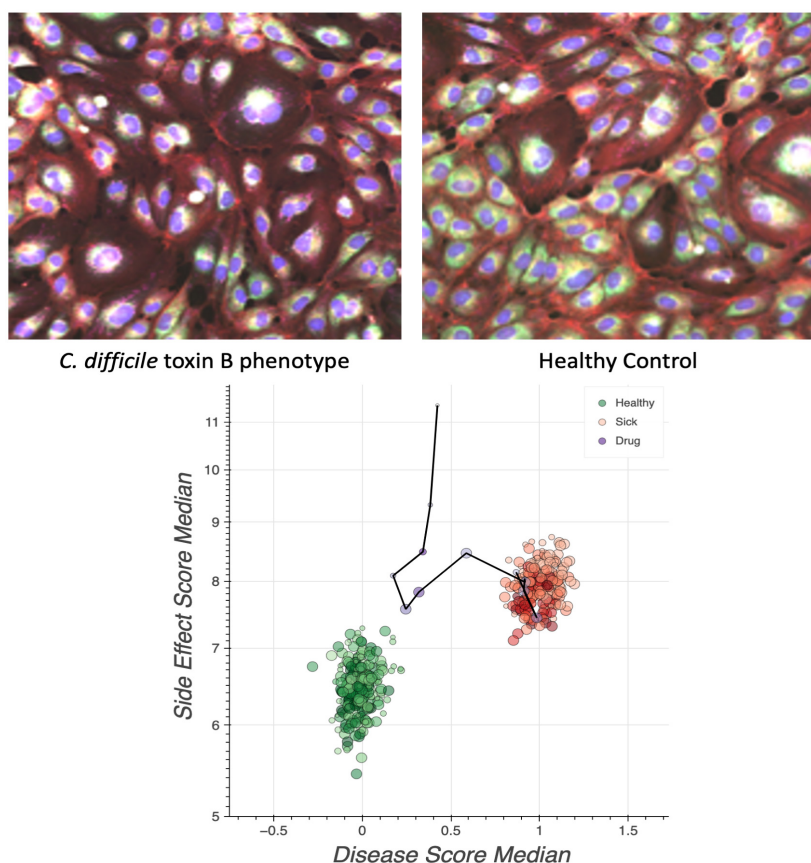 C. difficile toxin B phenotype
Healthy Control
Healthy
Sick
Drug
Side Effect Score Median
11
10
9
8
7
6
5
−0.5
0
0.5
1
1.5
Disease Score Median